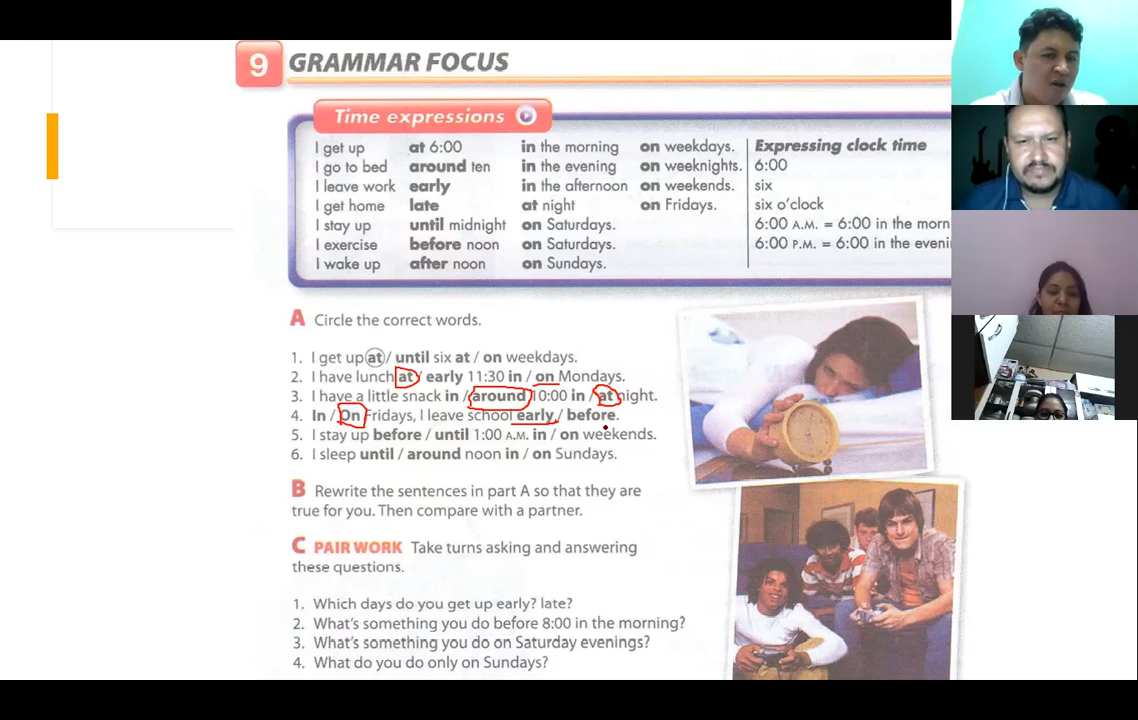 9 GRAMMAR FOCUS
Time expressions
I get up at 6:00 in the morning on weekdays.
I go to bed around ten in the evening on weeknights.
I leave work early in the afternoon on weekends.
I get home late at night on Fridays.
I stay up until midnight on Saturdays.
I exercise before noon on Saturdays.
I wake up after noon on Sundays.
Expressing clock time
6:00
six
six o'clock
6:00 A.M. = 6:00 in the morn
6:00 P.M. = 6:00 in the eveni
A Circle the correct words.
1. I get up at / until six at / on weekdays.
2. I have lunch at / early 11:30 in / on Mondays.
3. I have a little snack in / around 10:00 in / at night.
4. In / On Fridays, I leave school early / before.
5. I stay up before / until 1:00 A.M. in / on weekends.
6. I sleep until / around noon in / on Sundays.
B Rewrite the sentences in part A so that they are
true for you. Then compare with a partner.
C PAIR WORK Take turns asking and answering
these questions.
1. Which days do you get up early? late?
2. What's something you do before 8:00 in the morning?
3. What's something you do on Saturday evenings?
4. What do you do only on Sundays?